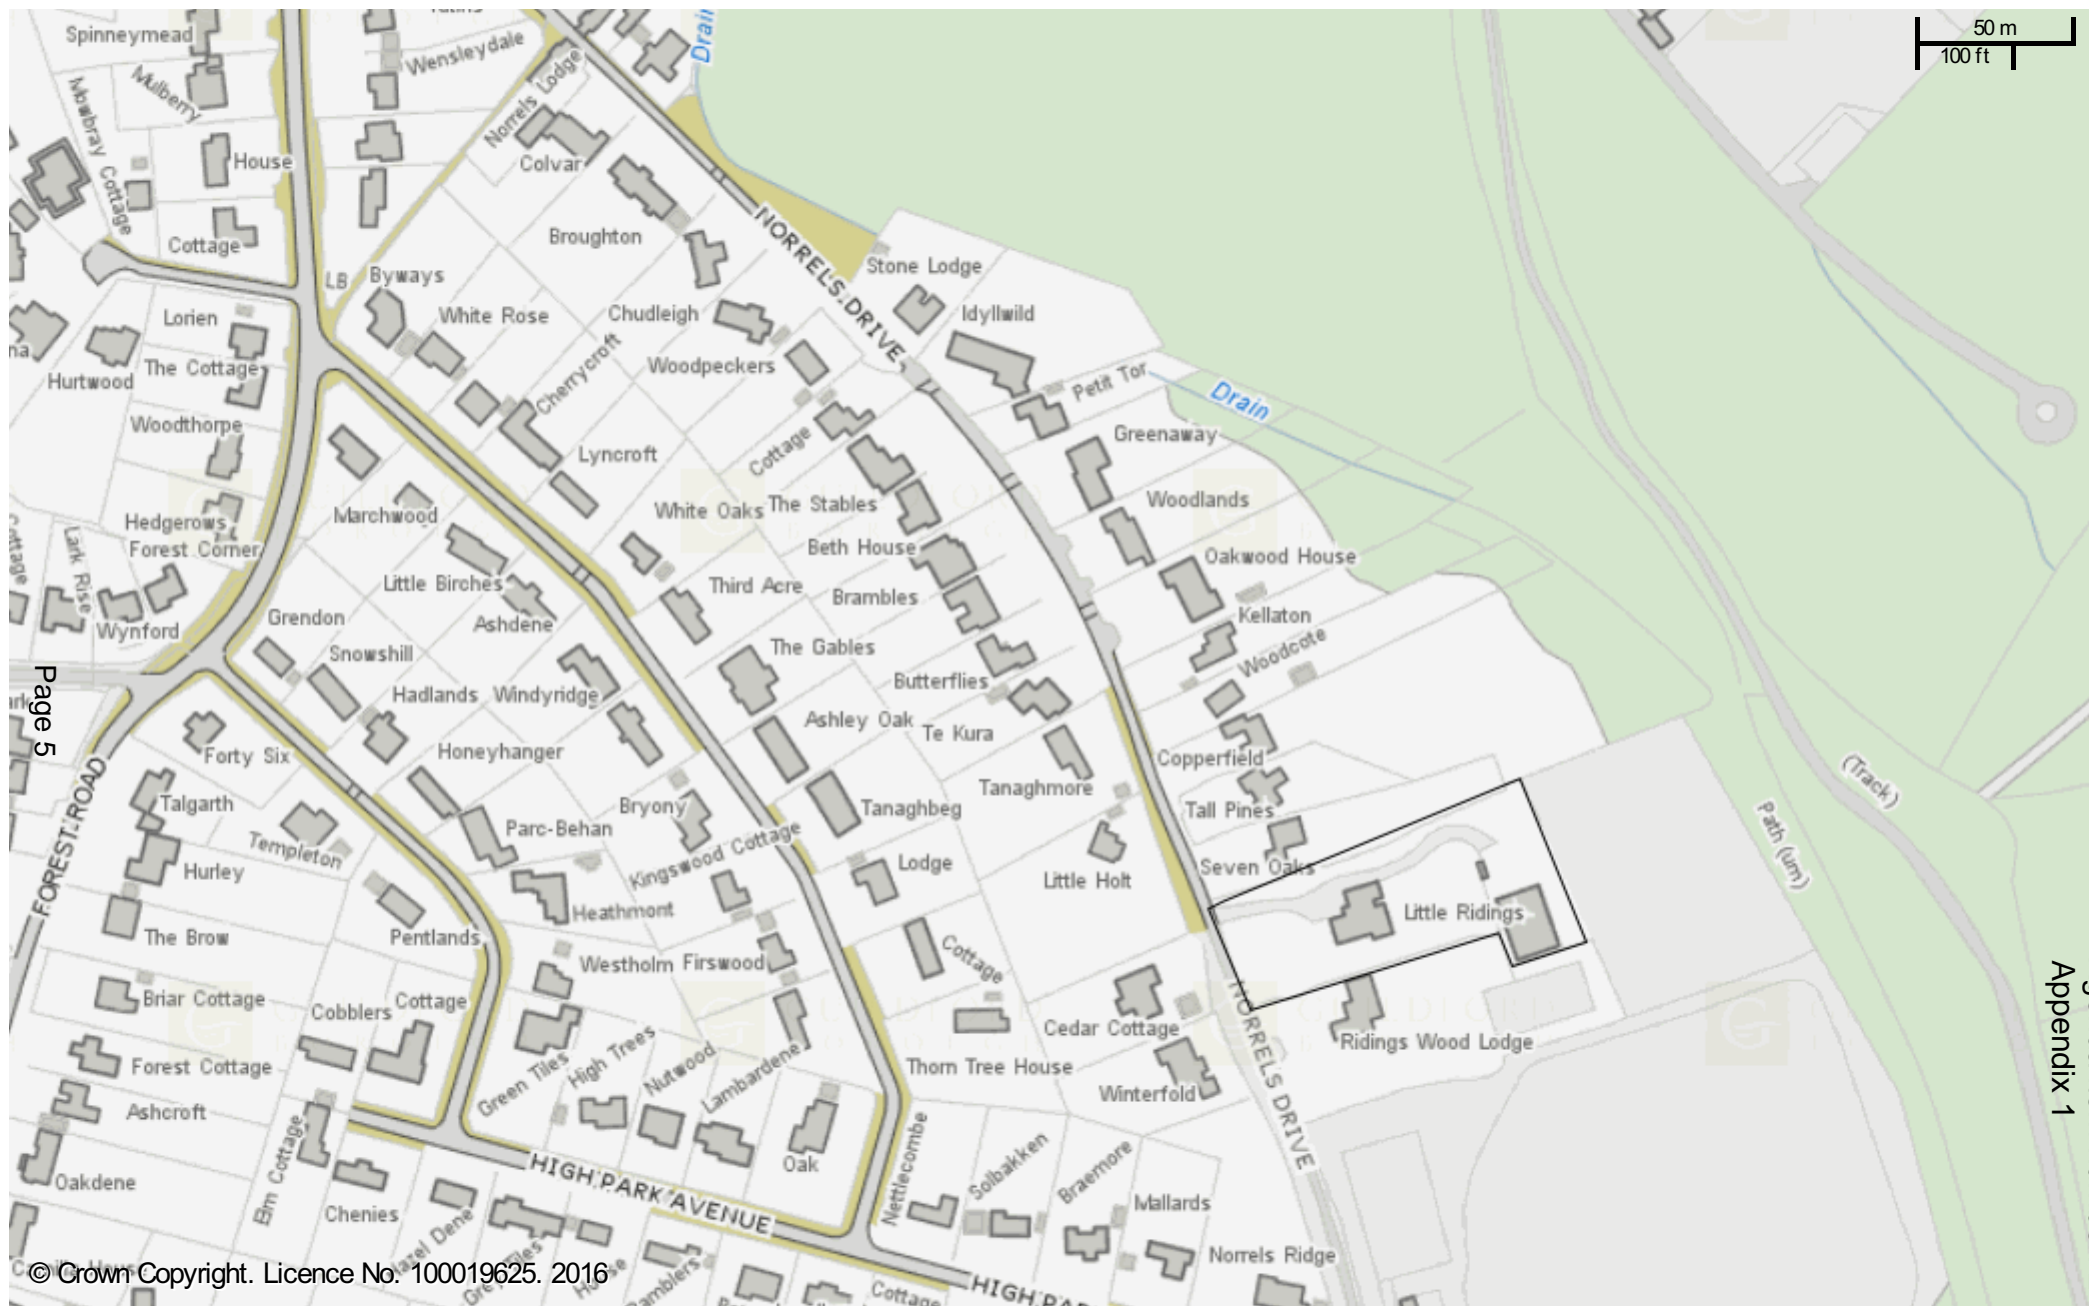 Spinneymead
Mulberry
Mowbray Cottage
Wensleydale
Norrels Lodge
Drain
50 m
100 ft
House
Colvar
Cottage
Broughton
NORRELS DRIVE
Stone Lodge
LB
Byways
Lorien
White Rose
Chudleigh
Idyllwild
Hurtwood
The Cottage
Cherrycroft
Woodpeckers
Petit Tor
Drain
Woodthorpe
Lyncroft
Cottage
Greenaway
Marchwood
White Oaks
The Stables
Woodlands
Hedgerows
Forest Corner
Lark Rise
Beth House
Oakwood House
Little Birches
Third Acre
Brambles
Wynford
Grendon
Ashdene
Kellaton
Snowshill
The Gables
Woodcote
Page 5
Hadlands
Windyridge
Butterflies
Ashley Oak
Te Kura
Forty Six
Honeyhanger
Copperfield
FOREST ROAD
Talgarth
Bryony
Tanaghbeg
Tanaghmore
Tall Pines
(Track)
Path (um)
Templeton
Parc-Behan
Kingswood Cottage
Hurley
Lodge
Little Holt
Seven Oaks
Heathmont
Little Ridings
The Brow
Pentlands
Westholm
Firswood
Cottage
Briar Cottage
Cobblers
Cottage
Cedar Cottage
NORRELS DRIVE
Ridings Wood Lodge
Appendix 1
Forest Cottage
Green Tiles
High Trees
Nutwood
Lambardene
Thorn Tree House
Winterfold
Ashcroft
Elm Cottage
Oak
Nettlecombe
Solbakken
Braemore
Oakdene
HIGH PARK AVENUE
Mallards
Chenies
Hazel Dene
Norrels Ridge
© Crown Copyright. Licence No. 100019625. 2016
Cottage